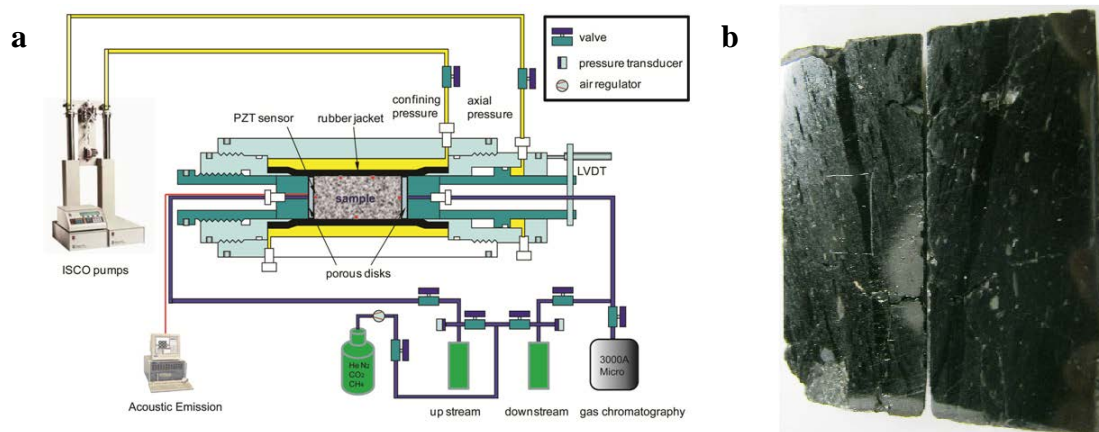 a
b
valve
pressure transducer
air regulator
confining
pressure
axial
pressure
PZT sensor
rubber jacket
LVDT
sample
porous disks
ISCO pumps
He N2
CO2
CH4
3000A
Micro
Acoustic Emission
up stream
downstream
gas chromatography